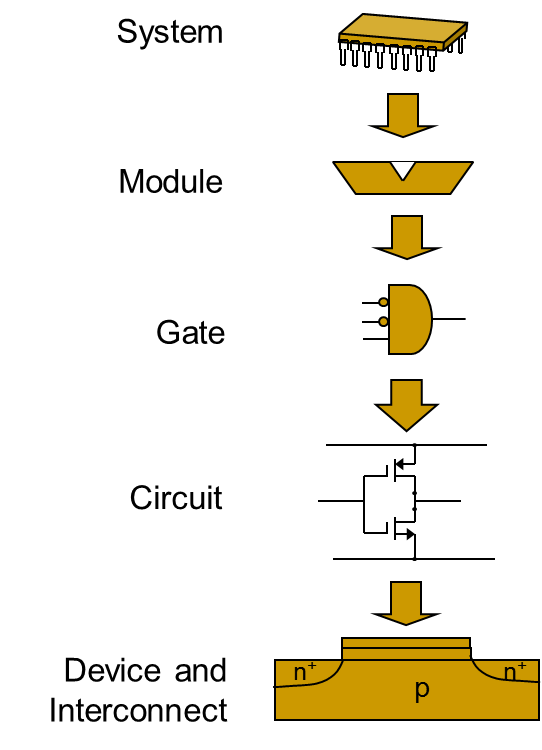 System
Module
Gate
Circuit
Device and
Interconnect
n⁺
n⁺
p